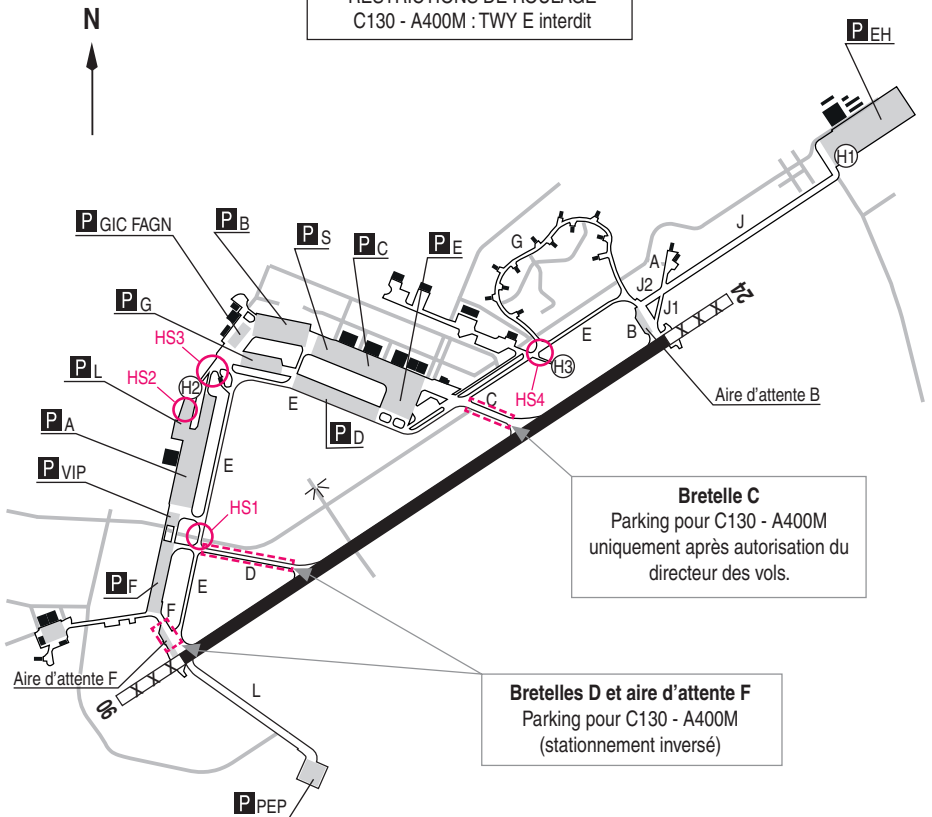 RESTRICTIONS DE ROULAGE
C130 - A400M : TWY E interdit
N
P EH
H1
P GIC FAGN
P B
P S
P C
P E
G
A
J
J2
J1
24
P G
B
E
HS3
H3
HS4
P L
H2
HS2
Aire d'attente B
E
C
P D
P A
E
P VIP
HS1
Bretelle C
Parking pour C130 - A400M
uniquement après autorisation du
directeur des vols.
D
P F
E
F
Aire d'attente F
06
L
Bretelles D et aire d'attente F
Parking pour C130 - A400M
(stationnement inversé)
P PEP